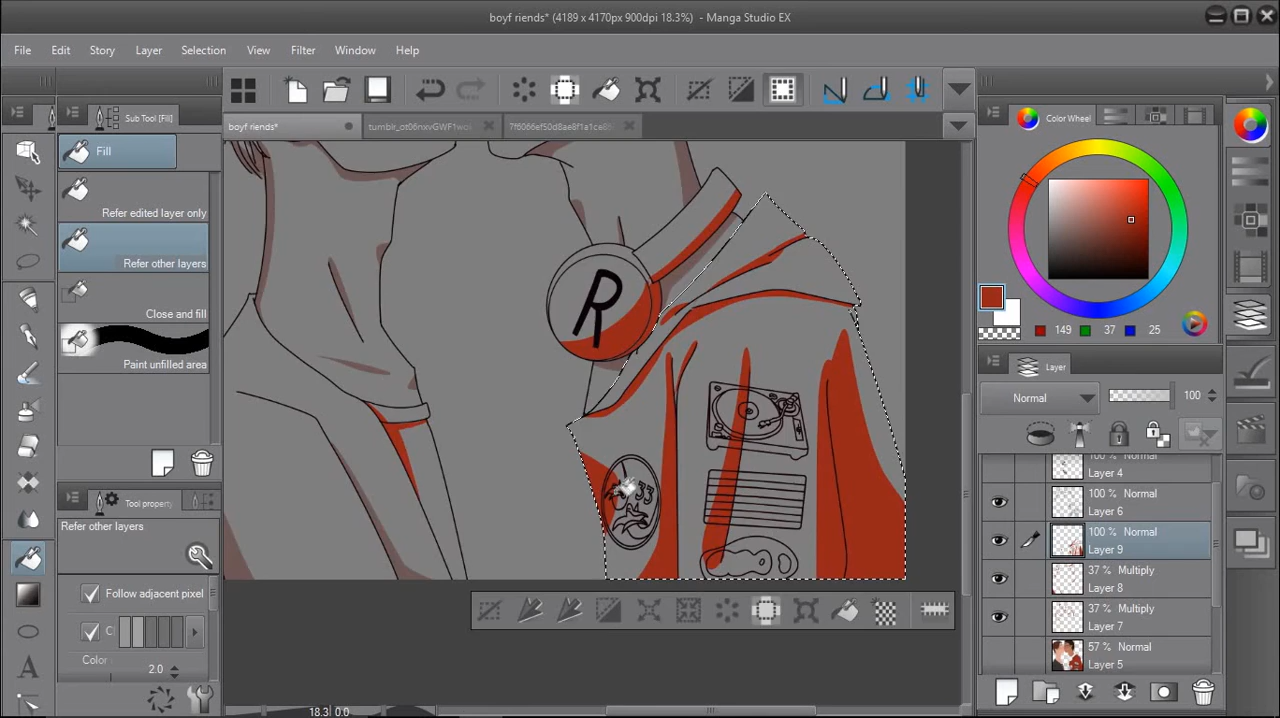 boyf riends* (4189 x 4170px 900dpi 18.3%) - Manga Studio EX
File Edit Story Layer Selection View Filter Window Help
boyf riends*
Sub Tool [Fill]
Fill
Refer edited layer only
Refer other layers
Close and fill
Paint unfilled area
Tool property
Refer other layers
Follow adjacent pixel
Color
2.0
R
33
18.3 0.0
Color Wheel
149 37 25
Layer
Normal 100
100 % Normal
Layer 4
100 % Normal
Layer 6
100 % Normal
Layer 9
37 % Multiply
Layer 8
37 % Multiply
Layer 7
57 % Normal
Layer 5